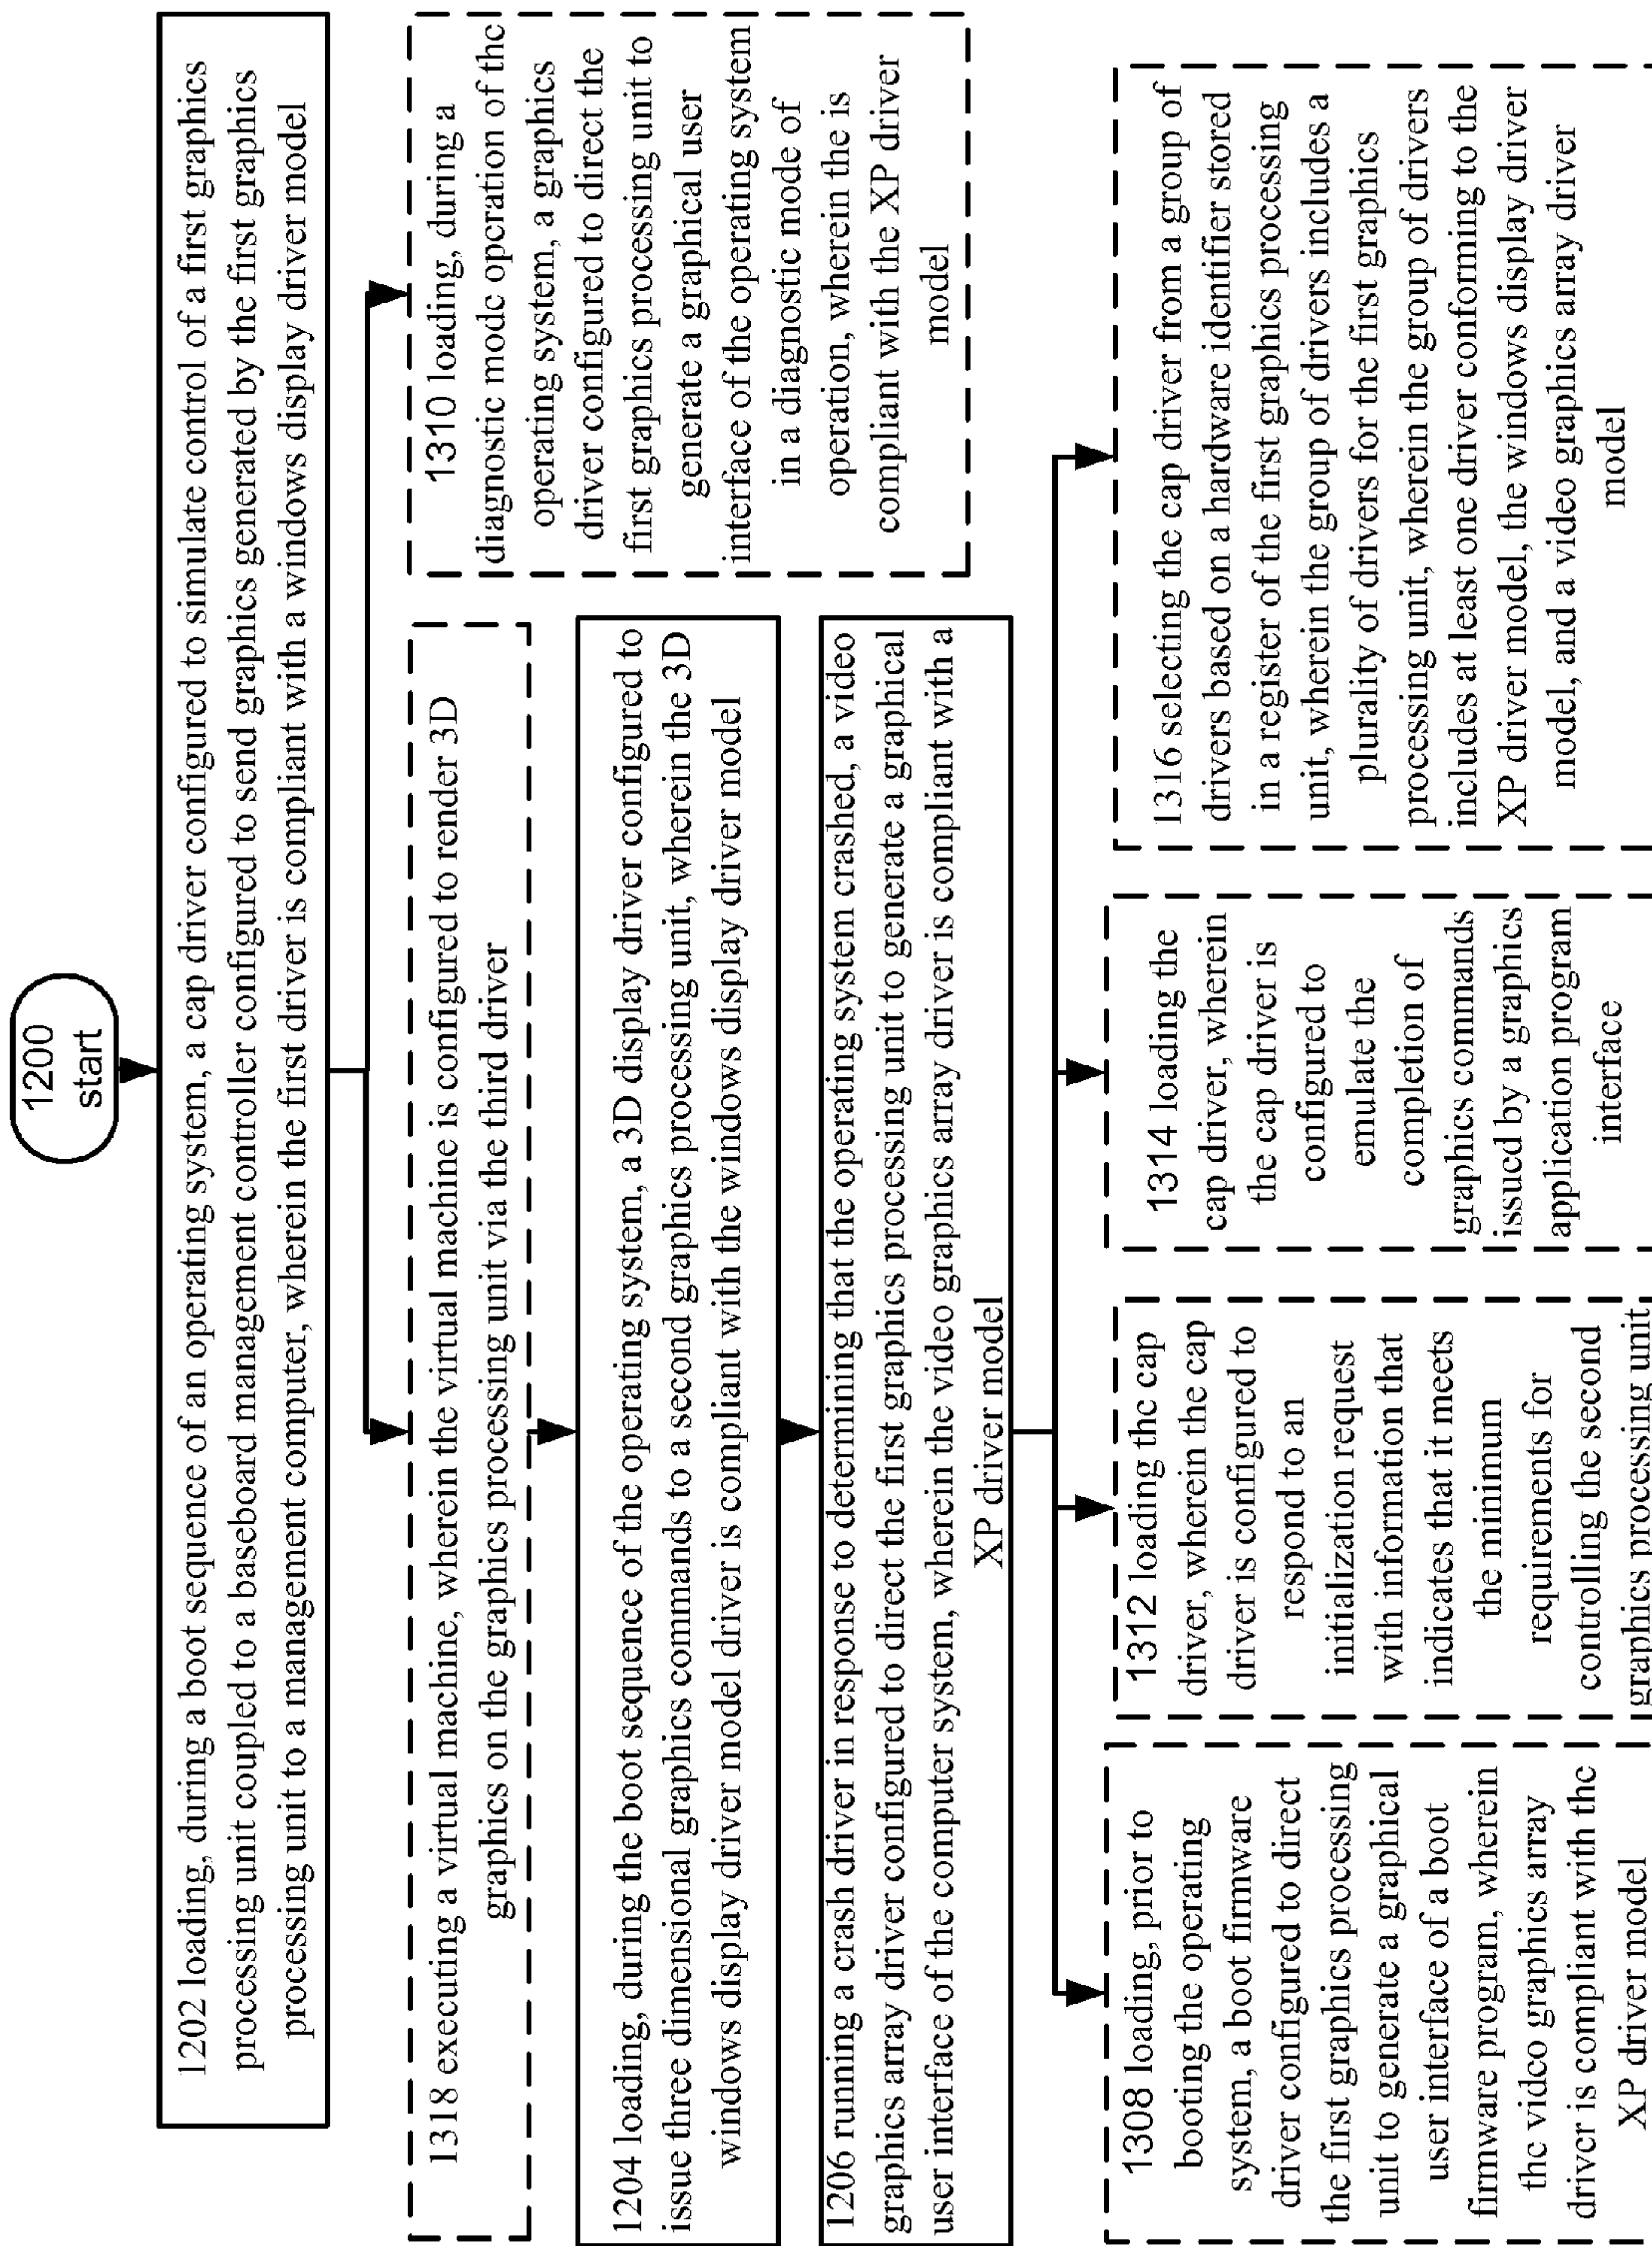 1200
start
1202 loading, during a boot sequence of an operating system, a cap driver configured to simulate control of a first graphics
processing unit coupled to a baseboard management controller configured to send graphics generated by the first graphics
processing unit to a management computer, wherein the first driver is compliant with a windows display driver model
1318 executing a virtual machine, wherein the virtual machine is configured to render 3D
graphics on the graphics processing unit via the third driver
1310 loading, during a
diagnostic mode operation of the
operating system, a graphics
driver configured to direct the
first graphics processing unit to
generate a graphical user
interface of the operating system
in a diagnostic mode of
operation, wherein the is
compliant with the XP driver
model
1204 loading, during the boot sequence of the operating system, a 3D display driver configured to
issue three dimensional graphics commands to a second graphics processing unit, wherein the 3D
windows display driver model driver is compliant with the windows display driver model
1206 running a crash driver in response to determining that the operating system crashed, a video
graphics array driver configured to direct the first graphics processing unit to generate a graphical
user interface of the computer system, wherein the video graphics array driver is compliant with a
XP driver model
1308 loading, prior to
booting the operating
system, a boot firmware
driver configured to direct
the first graphics processing
unit to generate a graphical
user interface of a boot
firmware program, wherein
the video graphics array
driver is compliant with the
XP driver model
1312 loading the cap
driver, wherein the cap
driver is configured to
respond to an
initialization request
with information that
indicates that it meets
the minimum
requirements for
controlling the second
graphics processing unit
1314 loading the
cap driver, wherein
the cap driver is
configured to
emulate the
completion of
graphics commands
issued by a graphics
application program
interface
1316 selecting the cap driver from a group of
drivers based on a hardware identifier stored
in a register of the first graphics processing
unit, wherein the group of drivers includes a
plurality of drivers for the first graphics
processing unit, wherein the group of drivers
includes at least one driver conforming to the
XP driver model, the windows display driver
model, and a video graphics array driver
model